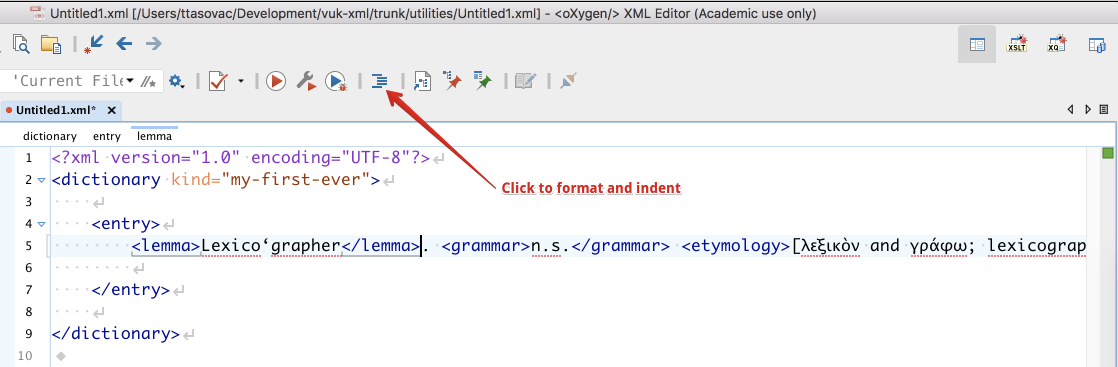 Untitled1.xml [/Users/ttasovac/Development/vuk-xml/trunk/utilities/Untitled1.xml] - <oXygen/> XML Editor (Academic use only)
XSLT XQ
'Current File
Untitled1.xml*
dictionary entry lemma
1 <?xml version="1.0" encoding="UTF-8"?>
2 <dictionary kind="my-first-ever">
Click to format and indent
3
4 <entry>
5 <lemma>Lexico‘grapher</lemma>. <grammar>n.s.</grammar> <etymology>[λεξικὸν and γράφω; lexicograp
6
7 </entry>
8
9 </dictionary>
10